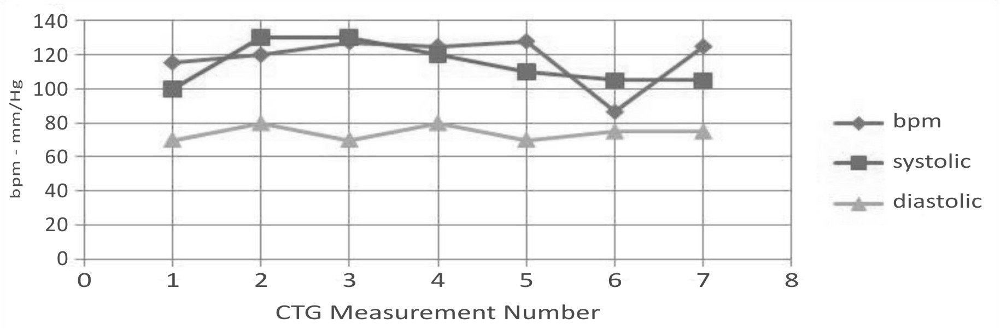 140
120
100
80
60
40
20
0
bpm - mm/Hg
0 1 2 3 4 5 6 7 8
CTG Measurement Number
bpm
systolic
diastolic